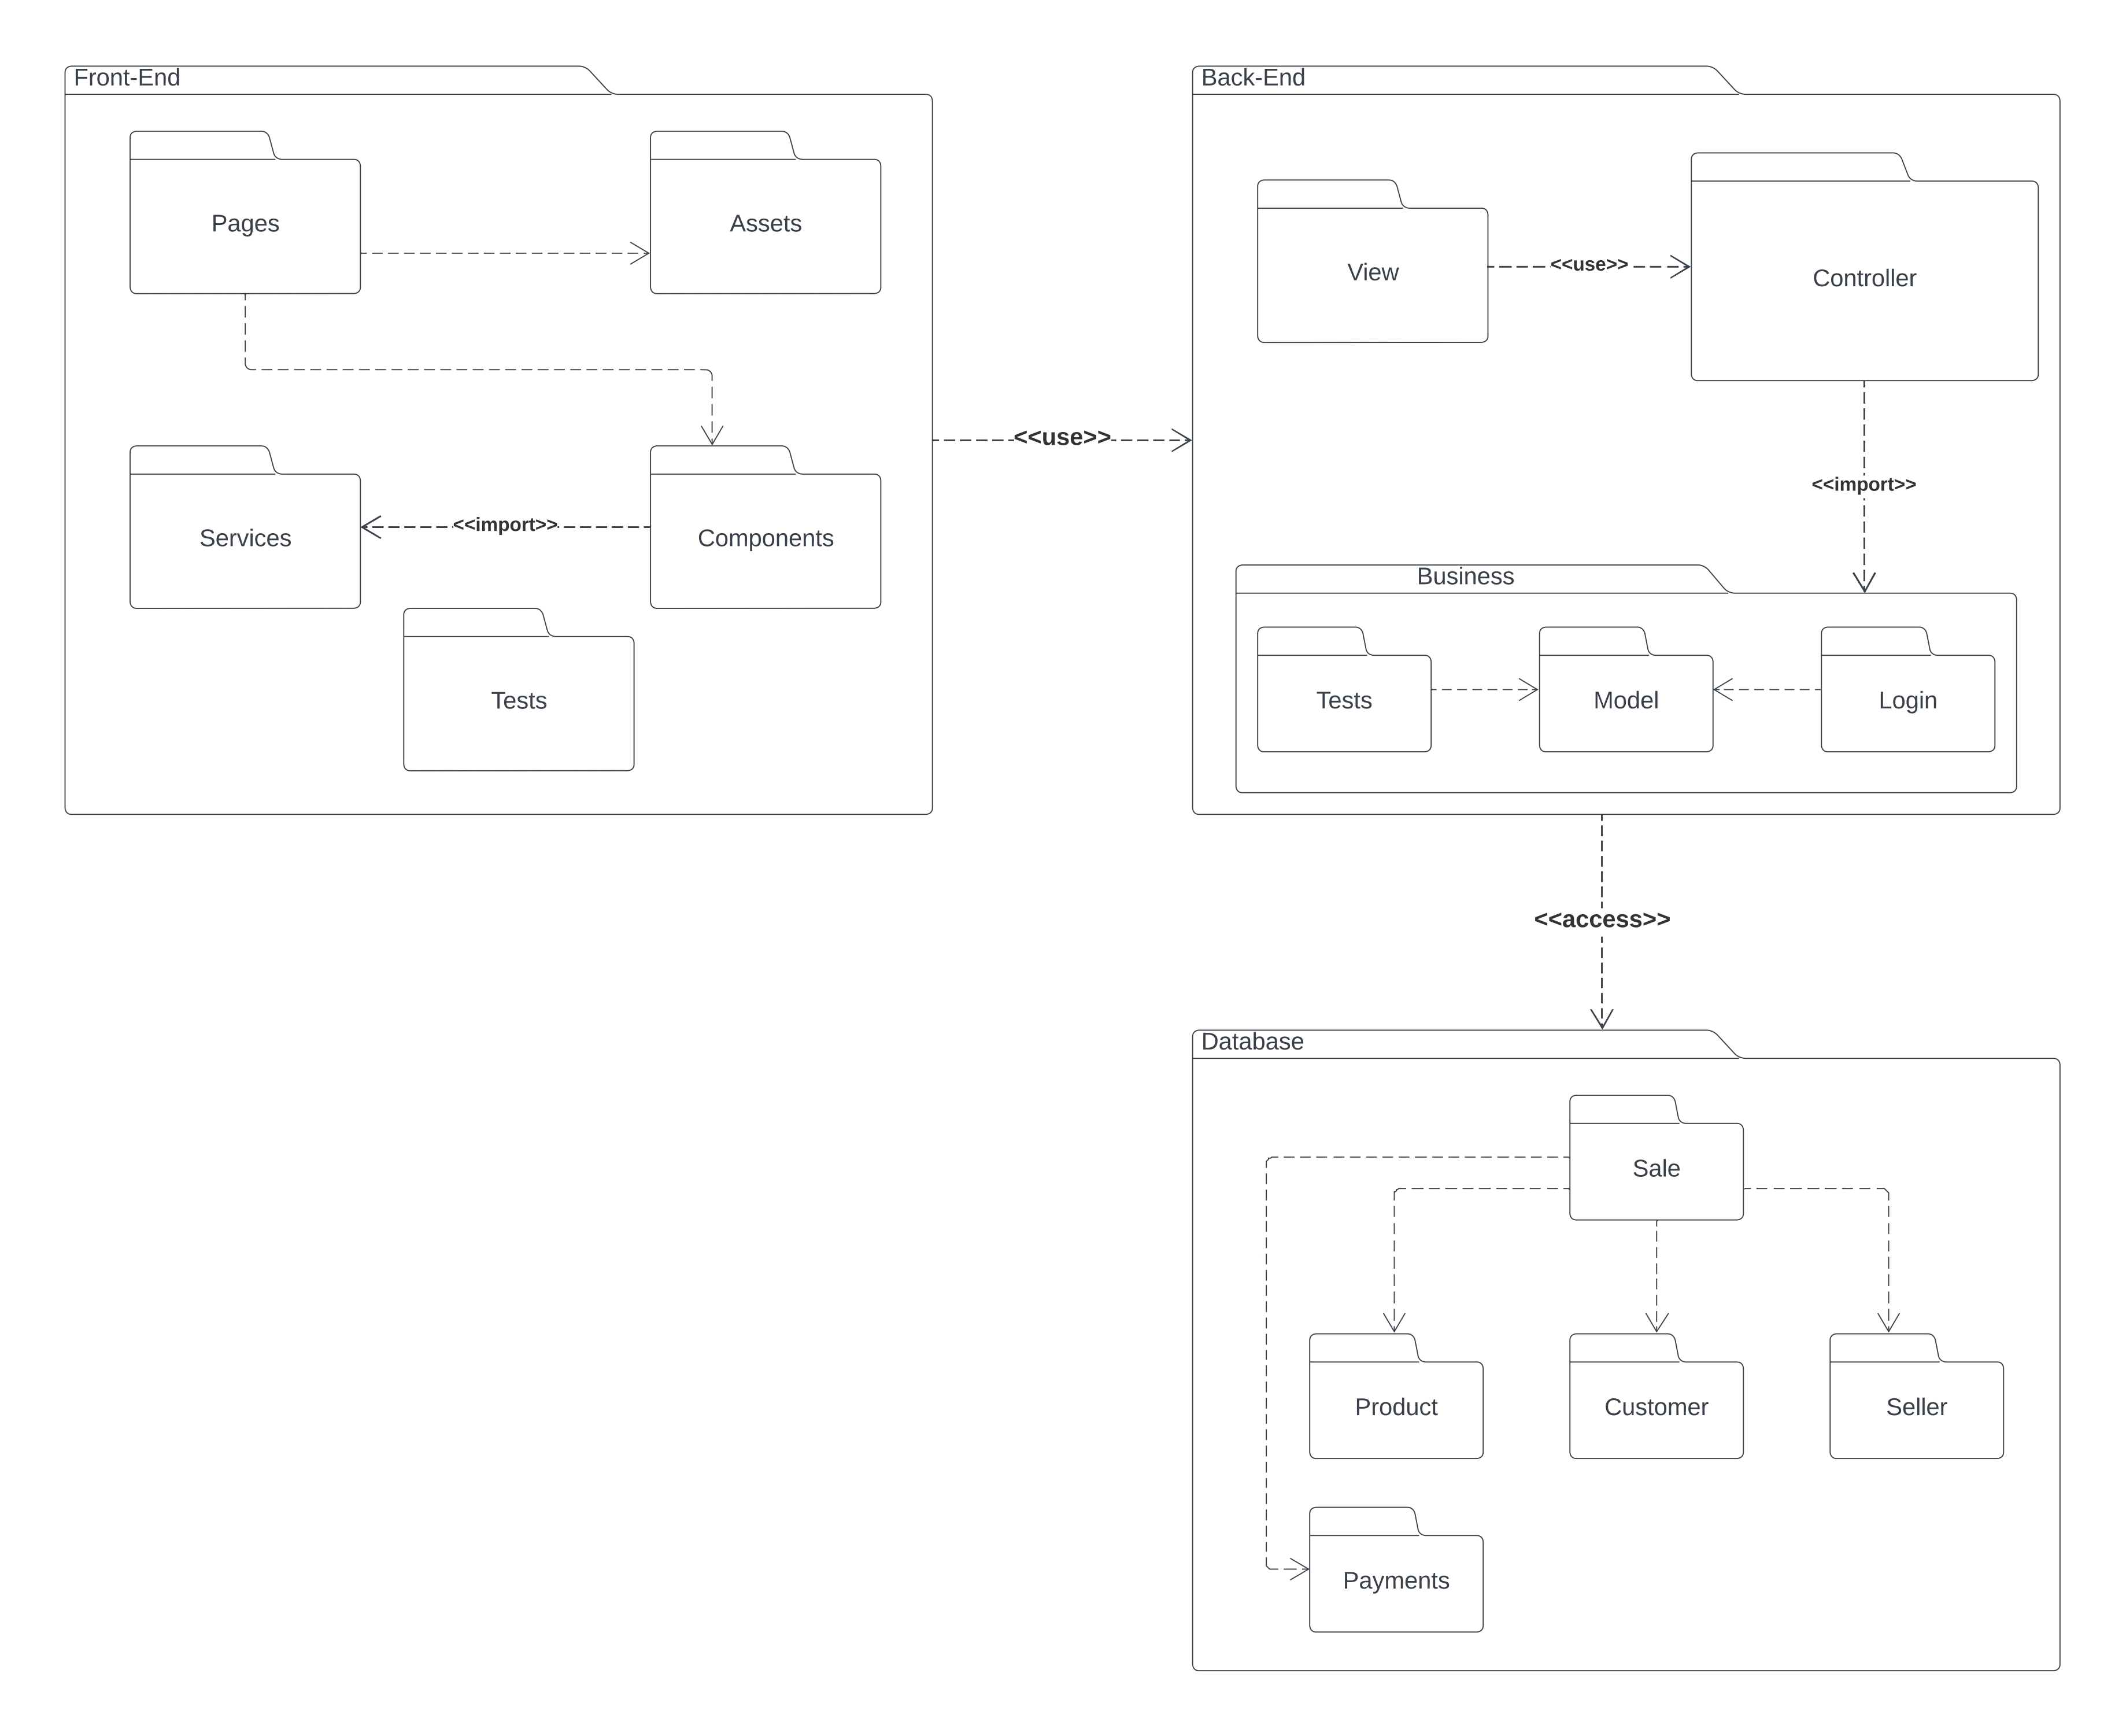 Front-End
Pages
Assets
Services
<<import>>
Components
Tests
<<use>>
Back-End
View
<<use>>
Controller
<<import>>
Business
Tests
Model
Login
<<access>>
Database
Sale
Product
Customer
Seller
Payments